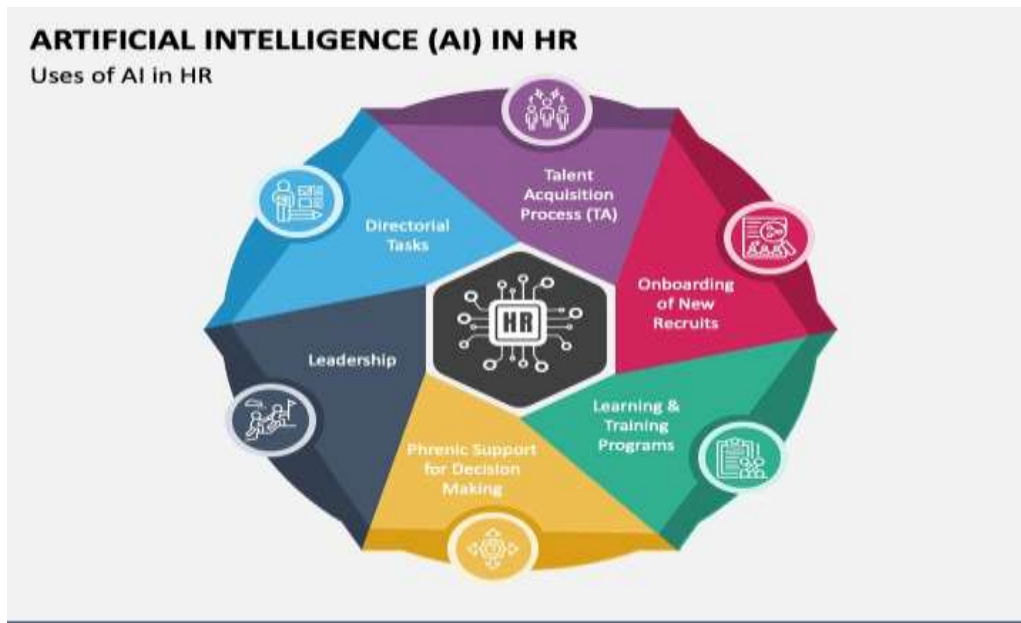 ARTIFICIAL INTELLIGENCE (AI) IN HR
Uses of AI in HR
Talent
Acquisition
Process (TA)
Onboarding
of New
Recruits
Learning &
Training
Programs
Phrenic Support
for Decision
Making
Leadership
Directorial
Tasks
HR